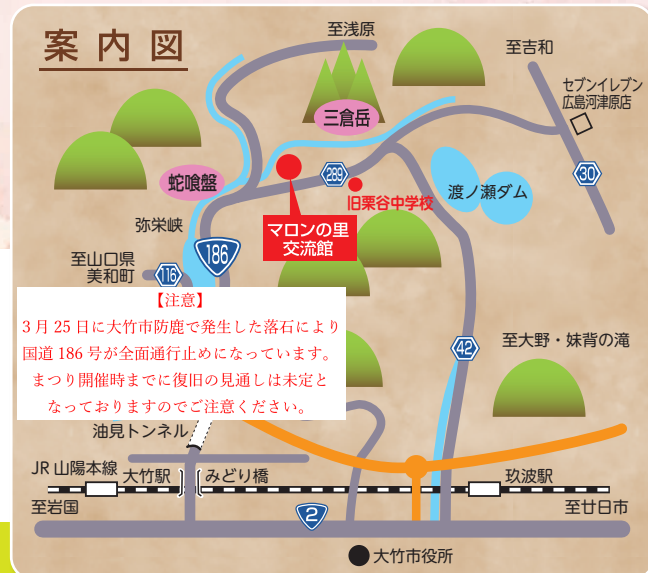 案内図
至浅原
至吉和
セブンイレブン
広島河津原店
三倉岳
30
蛇喰盤
289
旧栗谷中学校
渡ノ瀬ダム
弥栄峡
マロンの里
交流館
186
至山口県
美和町
116
【注意】
3月25日に大竹市防鹿で発生した落石により
国道186号が全面通行止めになっています。
まつり開催時までに復旧の見通しは未定と
なっておりますのでご注意ください。
42
至大野・妹背の滝
油見トンネル
JR山陽本線
大竹駅
みどり橋
玖波駅
至岩国
2
至廿日市
大竹市役所